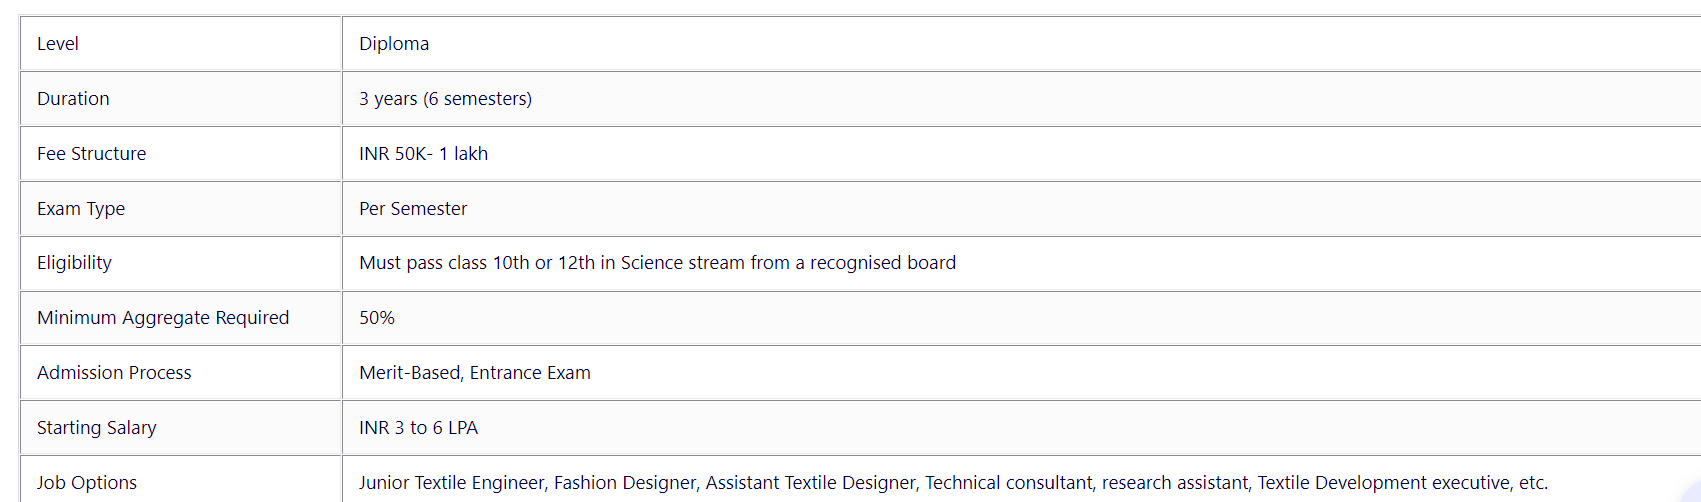 Level Diploma
Duration 3 years (6 semesters)
Fee Structure INR 50K- 1 lakh
Exam Type Per Semester
Eligibility Must pass class 10th or 12th in Science stream from a recognised board
Minimum Aggregate Required 50%
Admission Process Merit-Based, Entrance Exam
Starting Salary INR 3 to 6 LPA
Job Options Junior Textile Engineer, Fashion Designer, Assistant Textile Designer, Technical consultant, research assistant, Textile Development executive, etc.